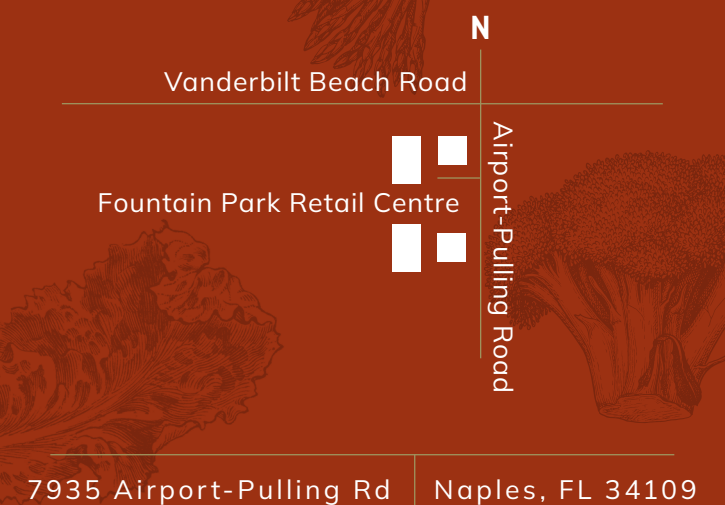 N
Vanderbilt Beach Road
Airport-Pulling Road
Fountain Park Retail Centre
7935 Airport-Pulling Rd
Naples, FL 34109